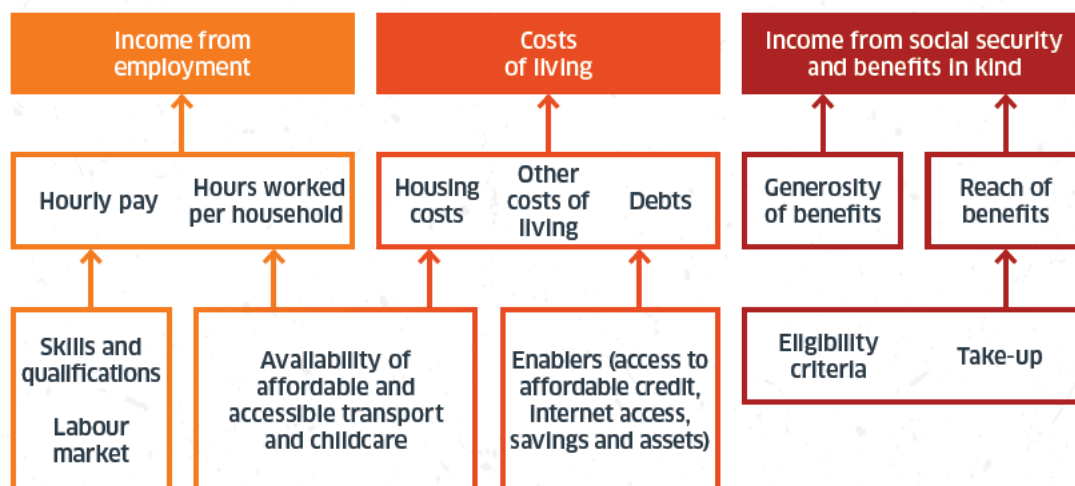 Income from
employment
Costs
of living
Income from social security
and benefits in kind
Hourly pay
Hours worked
per household
Housing
costs
Other
costs of
living
Debts
Generosity
of benefits
Reach of
benefits
Skills and
qualifications
Labour
market
Availability of
affordable and
accessible transport
and childcare
Enablers (access to
affordable credit,
internet access,
savings and assets)
Eligibility
criteria
Take-up